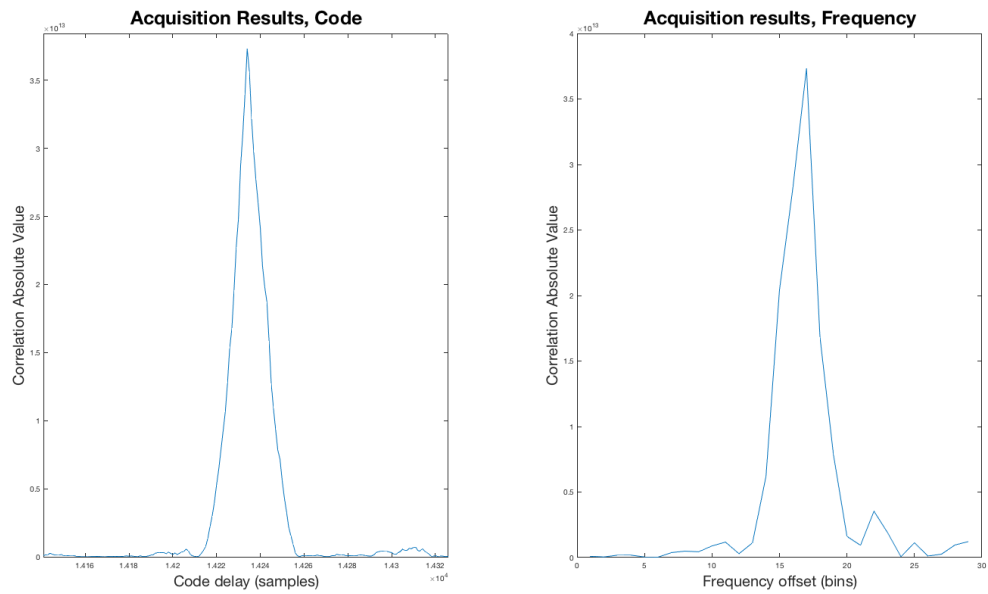 Acquisition Results, Code
×10^13
3.5
3
2.5
2
1.5
1
0.5
0
Correlation Absolute Value
1.416 1.418 1.42 1.422 1.424 1.426 1.428 1.43 1.432
×10^4
Code delay (samples)
Acquisition results, Frequency
×10^13
4
3.5
3
2.5
2
1.5
1
0.5
0
Correlation Absolute Value
0 5 10 15 20 25 30
Frequency offset (bins)